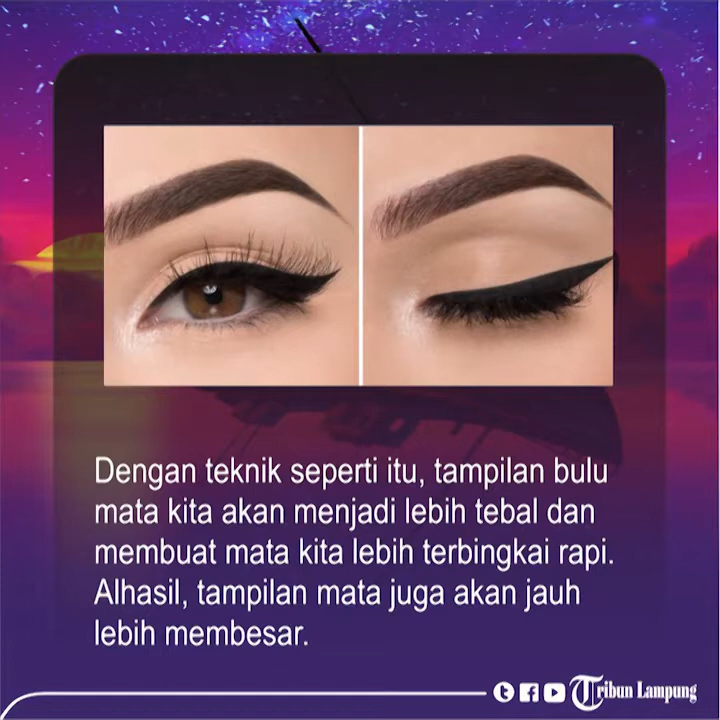 Dengan teknik seperti itu, tampilan bulu
mata kita akan menjadi lebih tebal dan
membuat mata kita lebih terbingkai rapi.
Alhasil, tampilan mata juga akan jauh
lebih membesar.
Tribun Lampung